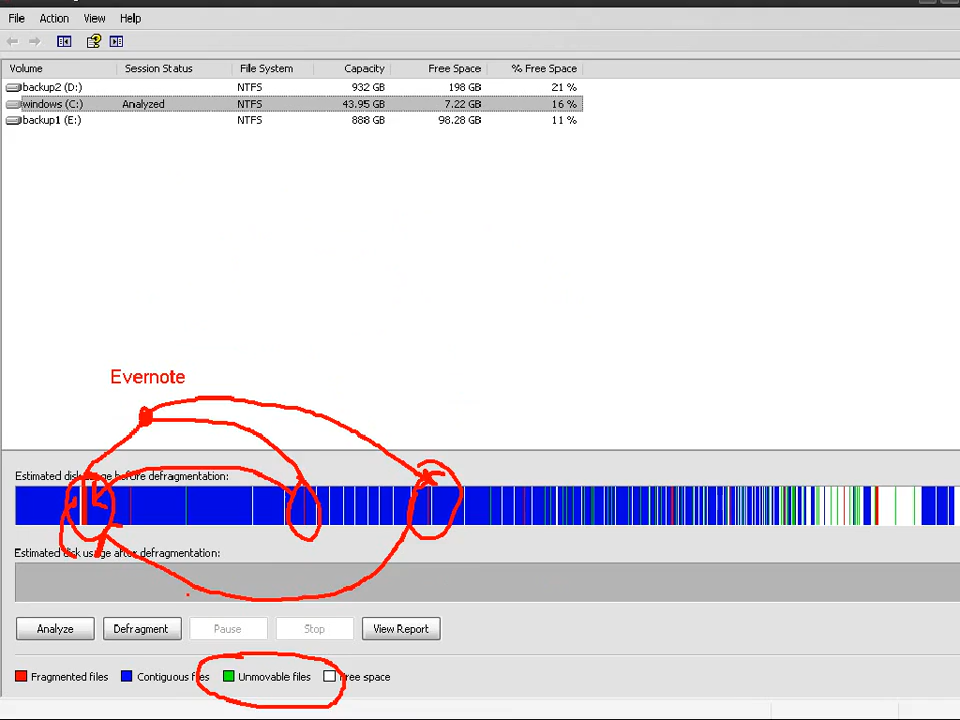 File Action View Help
Volume Session Status File System Capacity Free Space % Free Space
backup2 (D:) NTFS 932 GB 198 GB 21 %
windows (C:) Analyzed NTFS 43.95 GB 7.22 GB 16 %
backup1 (E:) NTFS 888 GB 98.28 GB 11 %
Evernote
Estimated disk usage before defragmentation:
Estimated disk usage after defragmentation:
Analyze Defragment Pause Stop View Report
Fragmented files Contiguous files Unmovable files Free space